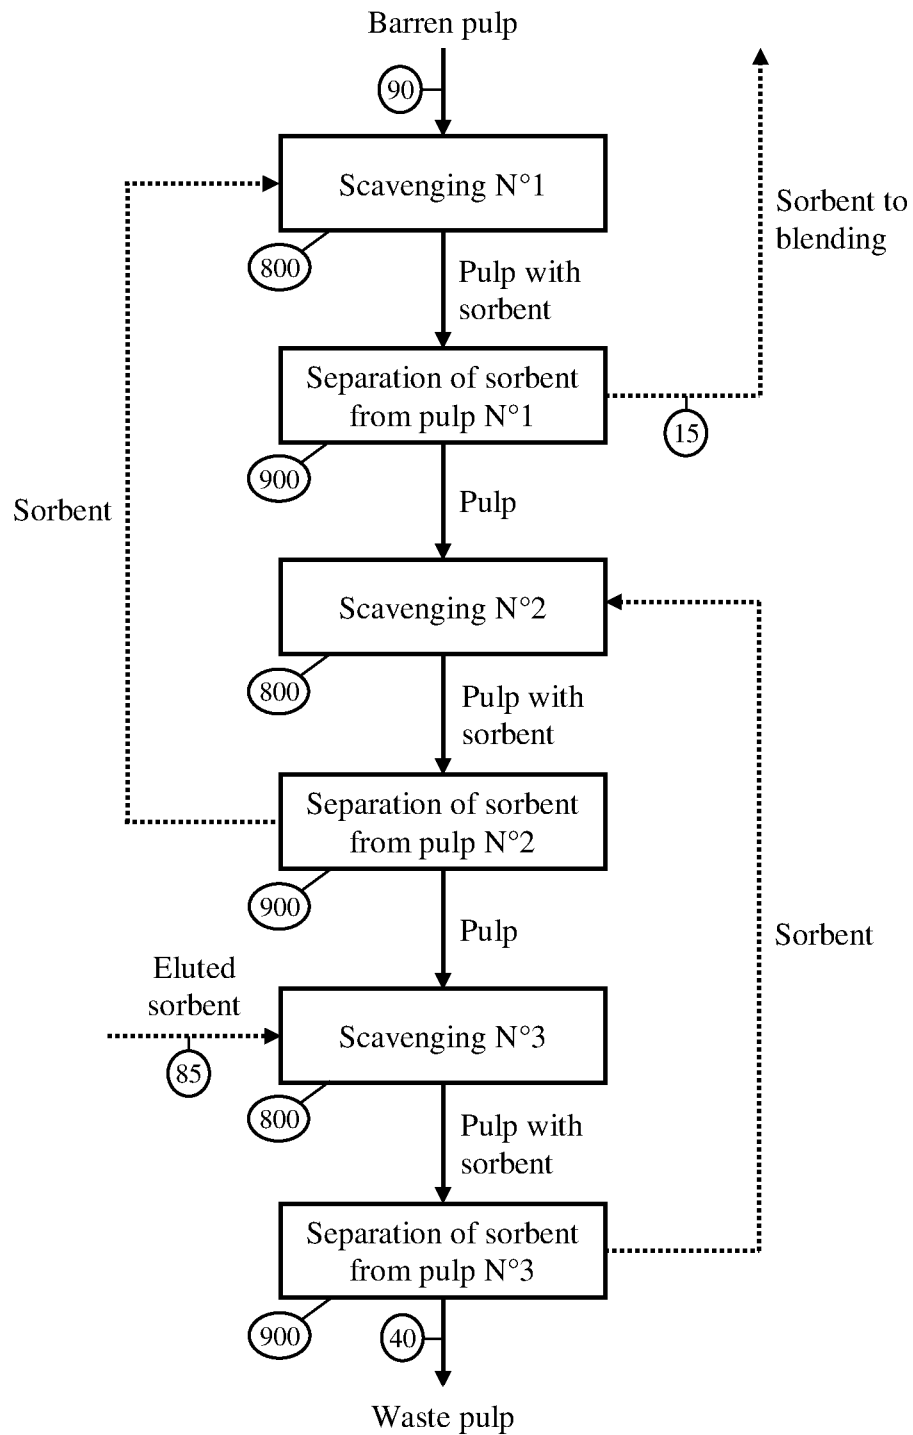 Barren pulp
90
Scavenging N°1
800
Sorbent to
blending
Pulp with
sorbent
Separation of sorbent
from pulp N°1
15
900
Pulp
Sorbent
Scavenging N°2
800
Pulp with
sorbent
Separation of sorbent
from pulp N°2
900
Pulp
Sorbent
Eluted
sorbent
85
Scavenging N°3
800
Pulp with
sorbent
Separation of sorbent
from pulp N°3
900
40
Waste pulp